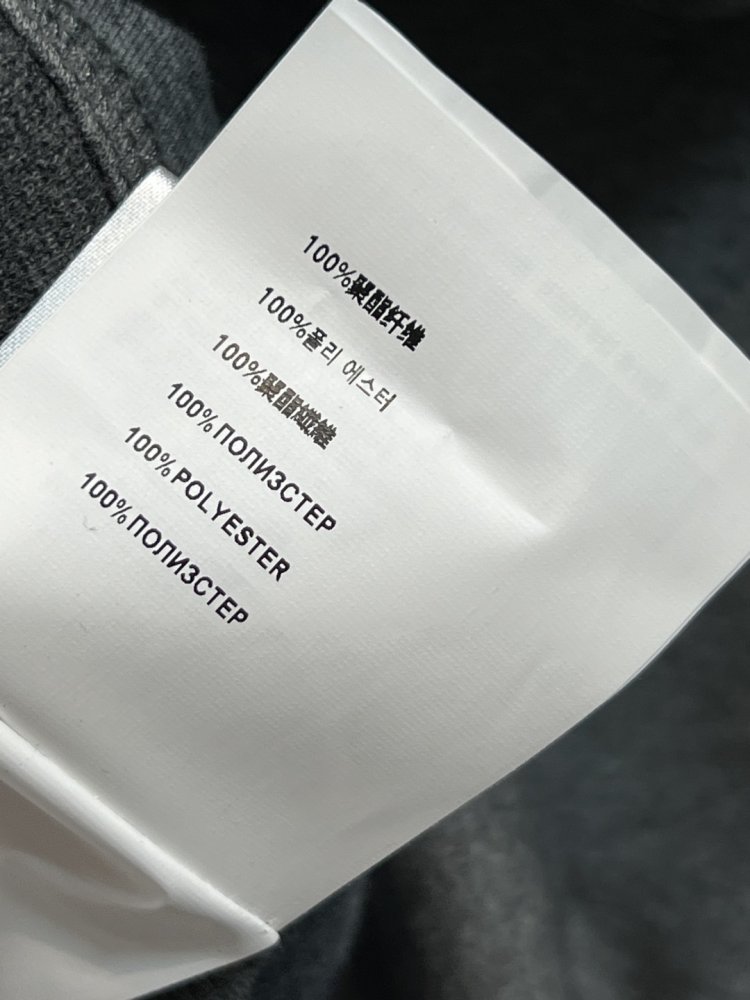 100%聚酯纤维
100%폴리 에스터
100%聚酯纖維
100%ПОЛИЗСТЕР
100%POLYESTER
100%ПОЛИЗСТЕР